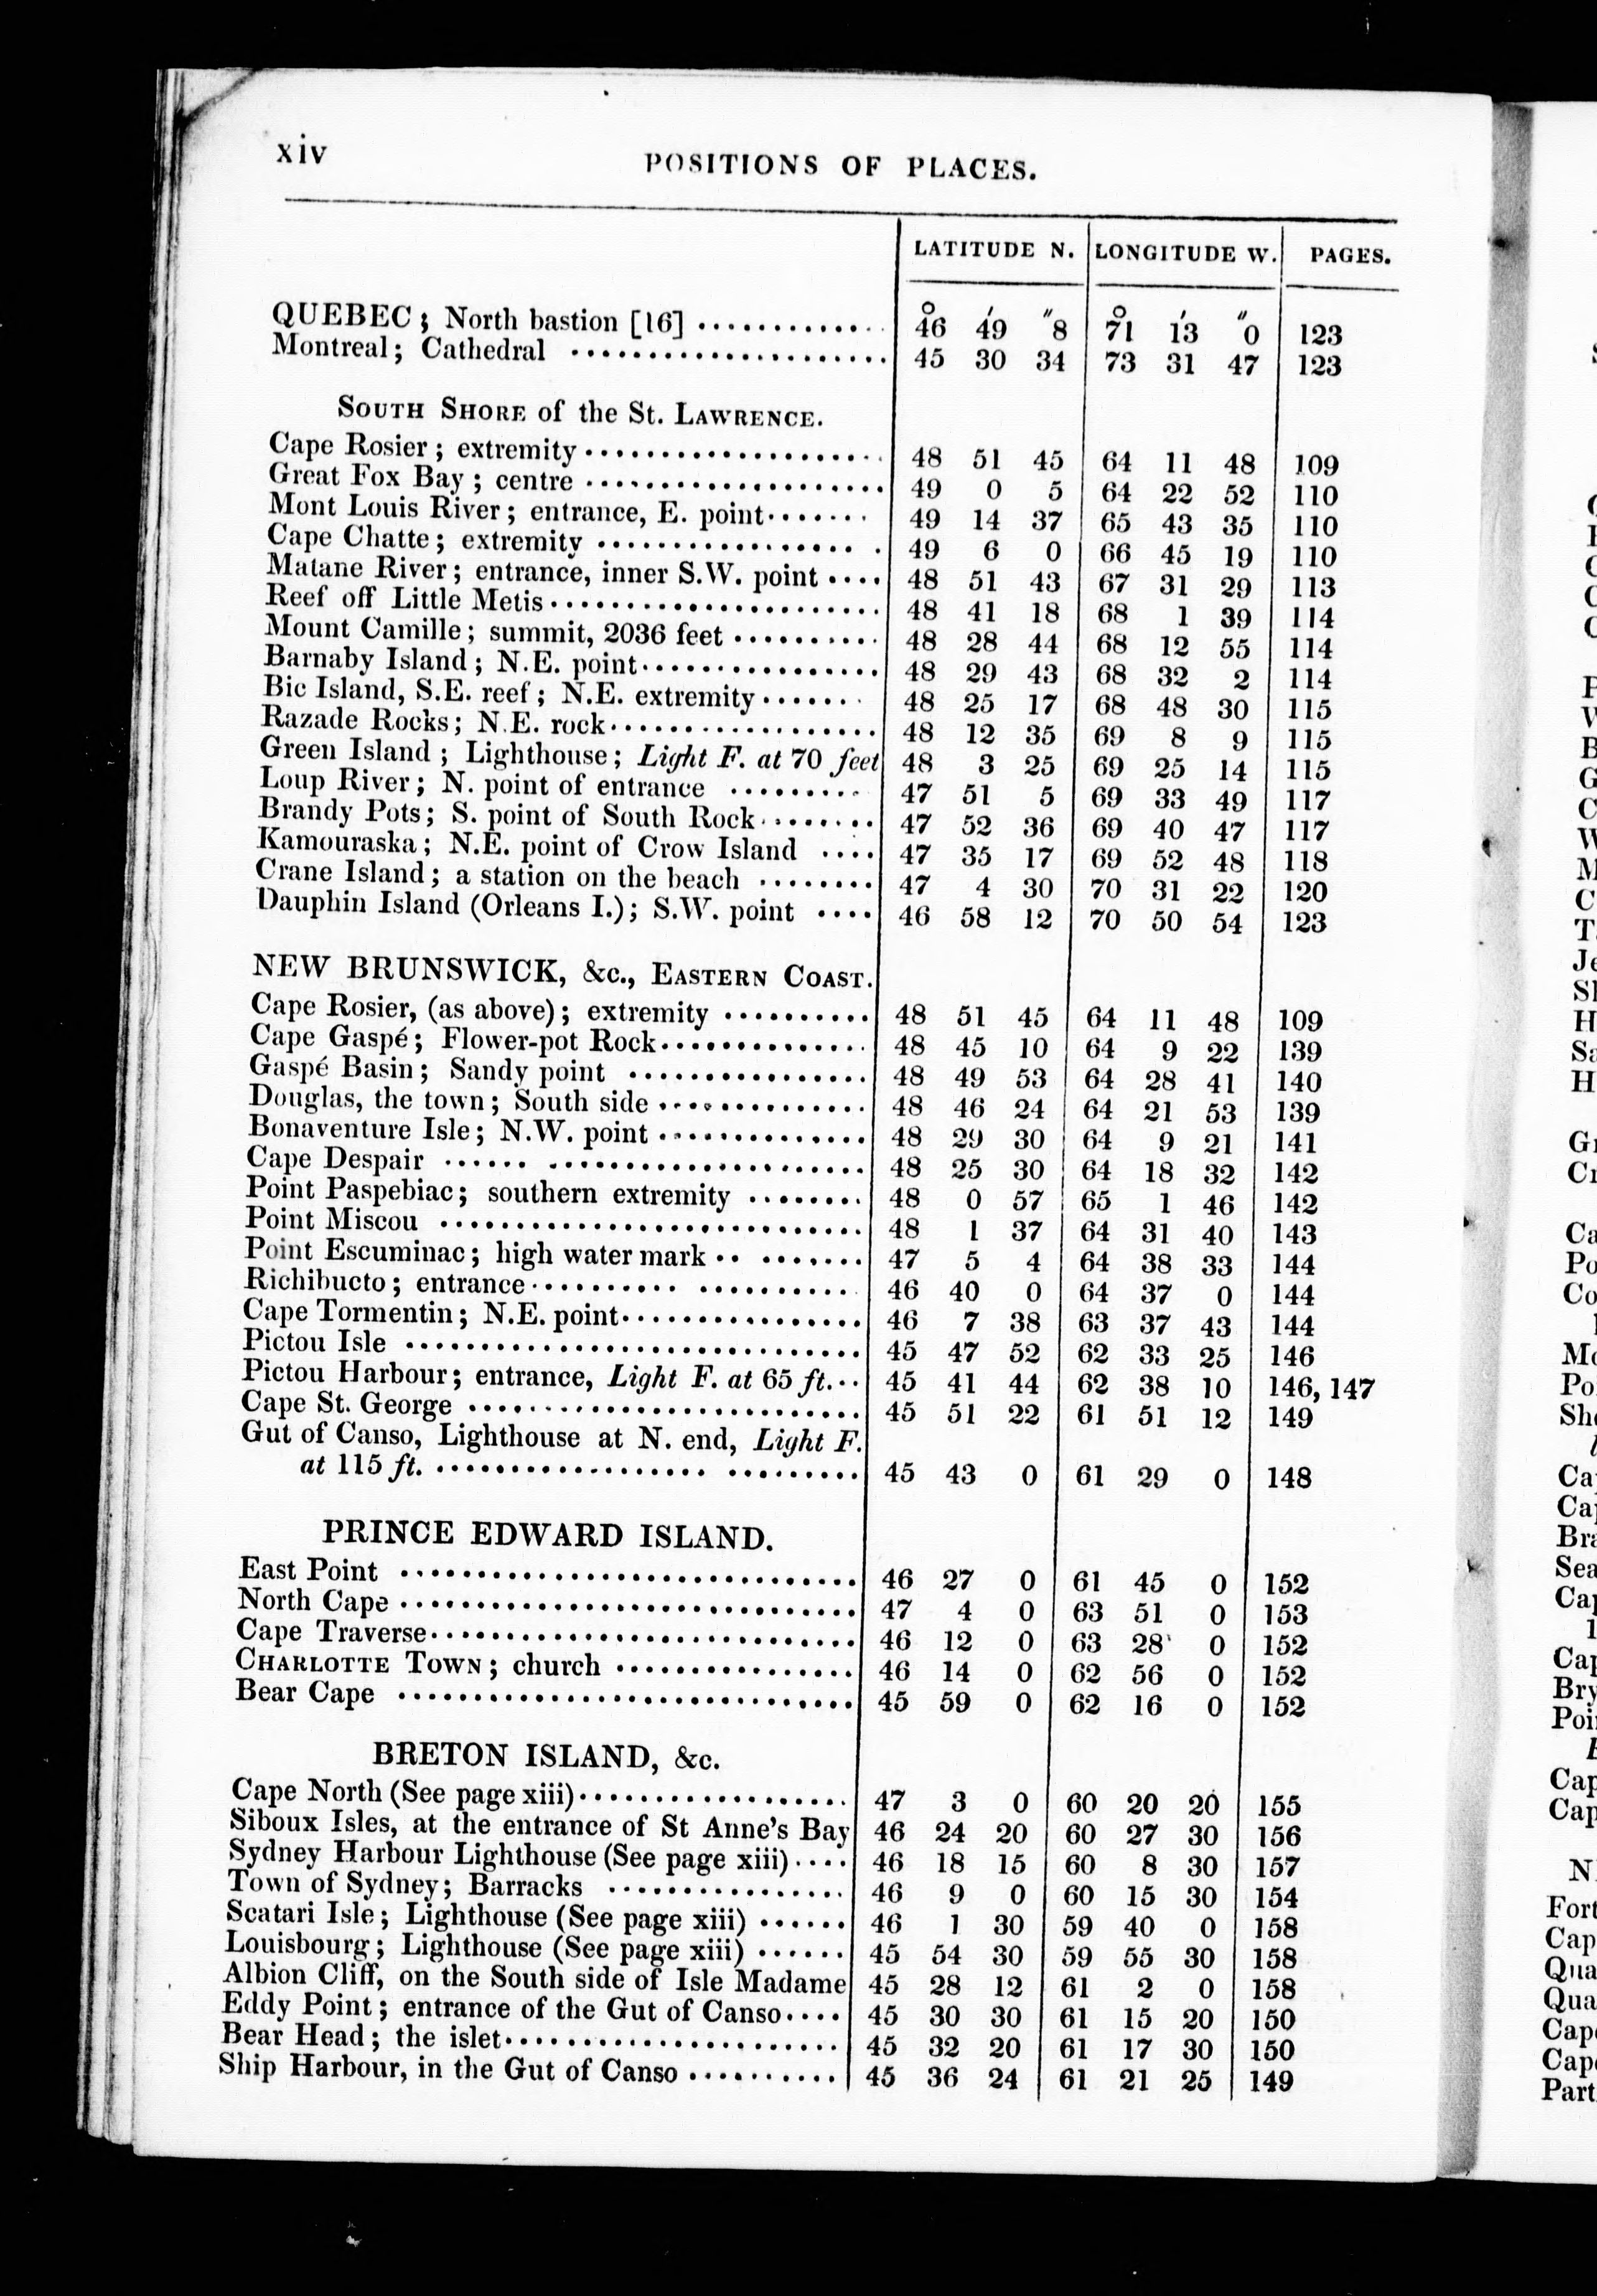 xiv
POSITIONS OF PLACES.
LATITUDE N. LONGITUDE W. PAGES.
° ′ ″ ° ′ ″
QUEBEC; North bastion [16] ............ 46 49 8 71 13 0 123
Montreal; Cathedral ............ 45 30 34 73 31 47 123
SOUTH SHORE of the St. LAWRENCE.
Cape Rosier; extremity ............ 48 51 45 64 11 48 109
Great Fox Bay; centre ............ 49 0 5 64 22 52 110
Mont Louis River; entrance, E. point ....... 49 14 37 65 43 35 110
Cape Chatte; extremity ............ 49 6 0 66 45 19 110
Matane River; entrance, inner S.W. point .... 48 51 43 67 31 29 113
Reef off Little Metis ............ 48 41 18 68 1 39 114
Mount Camille; summit, 2036 feet .......... 48 28 44 68 12 55 114
Barnaby Island; N.E. point ............ 48 29 43 68 32 2 114
Bic Island, S.E. reef; N.E. extremity ....... 48 25 17 68 48 30 115
Razade Rocks; N.E. rock ............ 48 12 35 69 8 9 115
Green Island; Lighthouse; Light F. at 70 feet 48 3 25 69 25 14 115
Loup River; N. point of entrance ......... 47 51 5 69 33 49 117
Brandy Pots; S. point of South Rock ........ 47 52 36 69 40 47 117
Kamouraska; N.E. point of Crow Island .... 47 35 17 69 52 48 118
Crane Island; a station on the beach ........ 47 4 30 70 31 22 120
Dauphin Island (Orleans I.); S.W. point .... 46 58 12 70 50 54 123
NEW BRUNSWICK, &c., EASTERN COAST.
Cape Rosier, (as above); extremity .......... 48 51 45 64 11 48 109
Cape Gaspé; Flower-pot Rock ............ 48 45 10 64 9 22 139
Gaspé Basin; Sandy point ............ 48 49 53 64 28 41 140
Douglas, the town; South side ............ 48 46 24 64 21 53 139
Bonaventure Isle; N.W. point ............ 48 29 30 64 9 21 141
Cape Despair ............ 48 25 30 64 18 32 142
Point Paspebiac; southern extremity ........ 48 0 57 65 1 46 142
Point Miscou ............ 48 1 37 64 31 40 143
Point Escuminac; high water mark ......... 47 5 4 64 38 33 144
Richibucto; entrance ............ 46 40 0 64 37 0 144
Cape Tormentin; N.E. point ............ 46 7 38 63 37 43 144
Pictou Isle ............ 45 47 52 62 33 25 146
Pictou Harbour; entrance, Light F. at 65 ft... 45 41 44 62 38 10 146, 147
Cape St. George ............ 45 51 22 61 51 12 149
Gut of Canso, Lighthouse at N. end, Light F.
at 115 ft. ............ 45 43 0 61 29 0 148
PRINCE EDWARD ISLAND.
East Point ............ 46 27 0 61 45 0 152
North Cape ............ 47 4 0 63 51 0 153
Cape Traverse ............ 46 12 0 63 28 0 152
CHARLOTTE TOWN; church ............ 46 14 0 62 56 0 152
Bear Cape ............ 45 59 0 62 16 0 152
BRETON ISLAND, &c.
Cape North (See page xiii) ............ 47 3 0 60 20 20 155
Siboux Isles, at the entrance of St Anne's Bay 46 24 20 60 27 30 156
Sydney Harbour Lighthouse (See page xiii) .... 46 18 15 60 8 30 157
Town of Sydney; Barracks ............ 46 9 0 60 15 30 154
Scatari Isle; Lighthouse (See page xiii) ...... 46 1 30 59 40 0 158
Louisbourg; Lighthouse (See page xiii) ...... 45 54 30 59 55 30 158
Albion Cliff, on the South side of Isle Madame 45 28 12 61 2 0 158
Eddy Point; entrance of the Gut of Canso .... 45 30 30 61 15 20 150
Bear Head; the islet ............ 45 32 20 61 17 30 150
Ship Harbour, in the Gut of Canso .......... 45 36 24 61 21 25 149